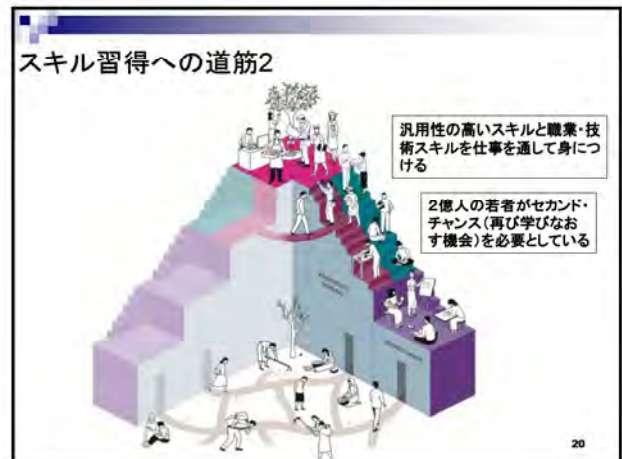 スキル習得への道筋2
汎用性の高いスキルと職業・技
術スキルを仕事を通して身につ
ける
2億人の若者がセカンド・
チャンス(再び学びなお
す機会)を必要としている
20